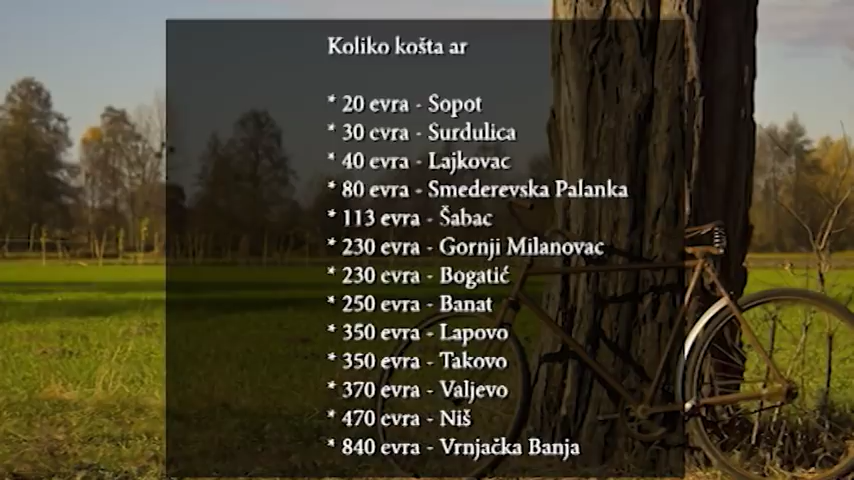 Koliko košta ar
* 20 evra - Sopot
* 30 evra - Surdulica
* 40 evra - Lajkovac
* 80 evra - Smederevska Palanka
* 113 evra - Šabac
* 230 evra - Gornji Milanovac
* 230 evra - Bogatić
* 250 evra - Banat
* 350 evra - Lapovo
* 350 evra - Takovo
* 370 evra - Valjevo
* 470 evra - Niš
* 840 evra - Vrnjačka Banja